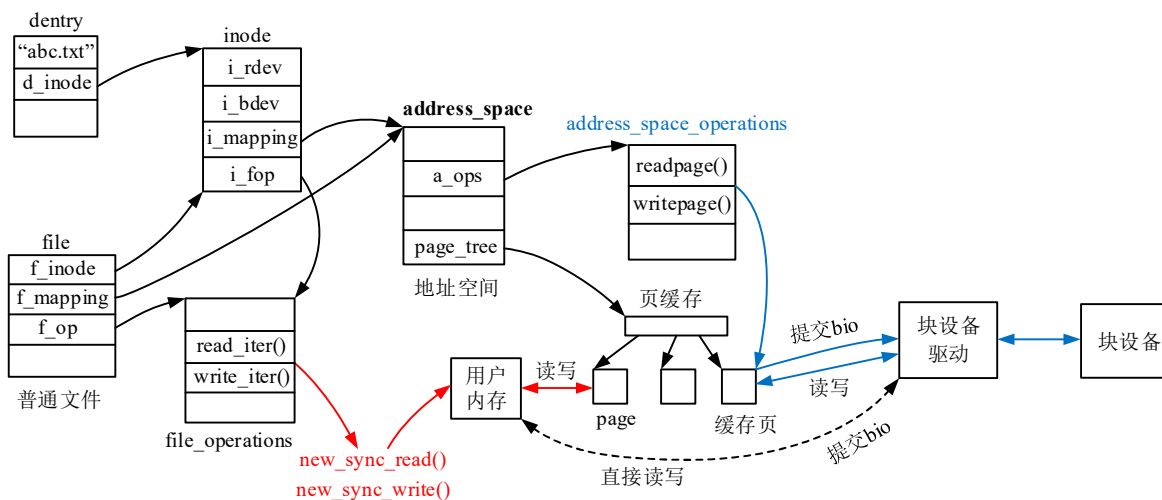 dentry
“abc.txt”
d_inode
inode
i_rdev
i_bdev
i_mapping
i_fop
address_space
a_ops
page_tree
地址空间
address_space_operations
readpage()
writepage()
file
f_inode
f_mapping
f_op
普通文件
read_iter()
write_iter()
file_operations
new_sync_read()
new_sync_write()
用户
内存
读写
页缓存
page
缓存页
提交bio
读写
块设备
驱动
块设备
直接读写
提交bio